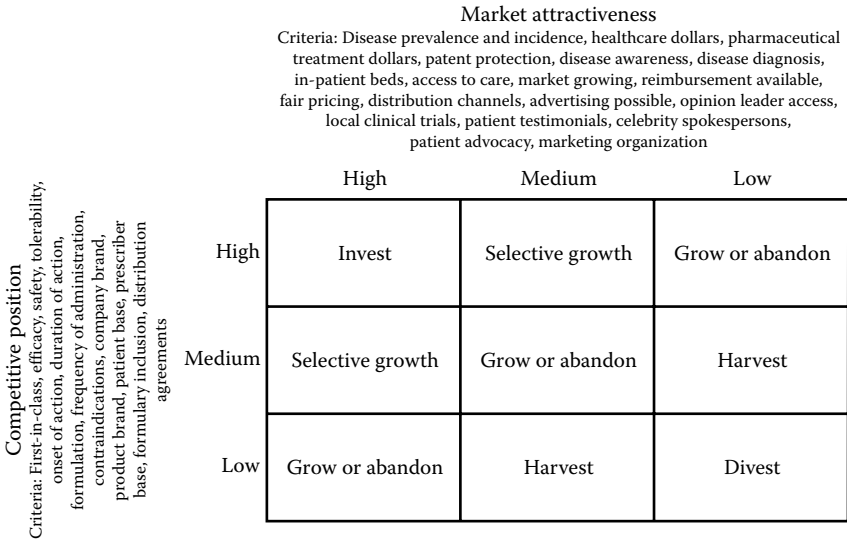 Market attractiveness
Criteria: Disease prevalence and incidence, healthcare dollars, pharmaceutical
treatment dollars, patent protection, disease awareness, disease diagnosis,
in-patient beds, access to care, market growing, reimbursement available,
fair pricing, distribution channels, advertising possible, opinion leader access,
local clinical trials, patient testimonials, celebrity spokespersons,
patient advocacy, marketing organization
High Medium Low
Competitive position
Criteria: First-in-class, efficacy, safety, tolerability,
onset of action, duration of action,
formulation, frequency of administration,
contraindications, company brand,
product brand, patient base, prescriber
base, formulary inclusion, distribution
agreements
High Invest Selective growth Grow or abandon
Medium Selective growth Grow or abandon Harvest
Low Grow or abandon Harvest Divest